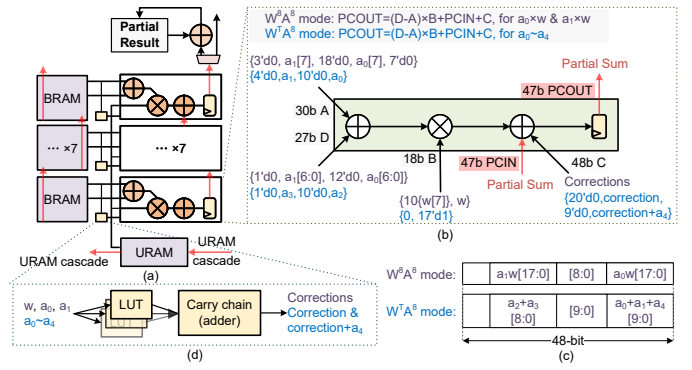 Partial
Result
W⁸A⁸ mode: PCOUT=(D-A)×B+PCIN+C, for a₀×w & a₁×w
WᵀA⁸ mode: PCOUT=(D-A)×B+PCIN+C, for a₀~a₄
{3'd0, a₁[7], 18'd0, a₀[7], 7'd0}
{4'd0,a₁,10'd0,a₀}
Partial Sum
47b PCOUT
30b A
27b D
18b B
47b PCIN
48b C
Partial Sum
Corrections
{1'd0, a₁[6:0], 12'd0, a₀[6:0]}
{1'd0,a₃,10'd0,a₂}
{10{w[7]}, w}
{0, 17'd1}
{20'd0,correction,
9'd0,correction+a₄}
(b)
BRAM
... ×7
... ×7
BRAM
URAM
URAM cascade
URAM
cascade
(a)
w, a₀, a₁
a₀~a₄
LUT
LUT
Carry chain
(adder)
Corrections
Correction &
correction+a₄
(d)
W⁸A⁸ mode:
a₁w[17:0]
[8:0]
a₀w[17:0]
WᵀA⁸ mode:
a₂+a₃
[8:0]
[9:0]
a₀+a₁+a₄
[9:0]
48-bit
(c)